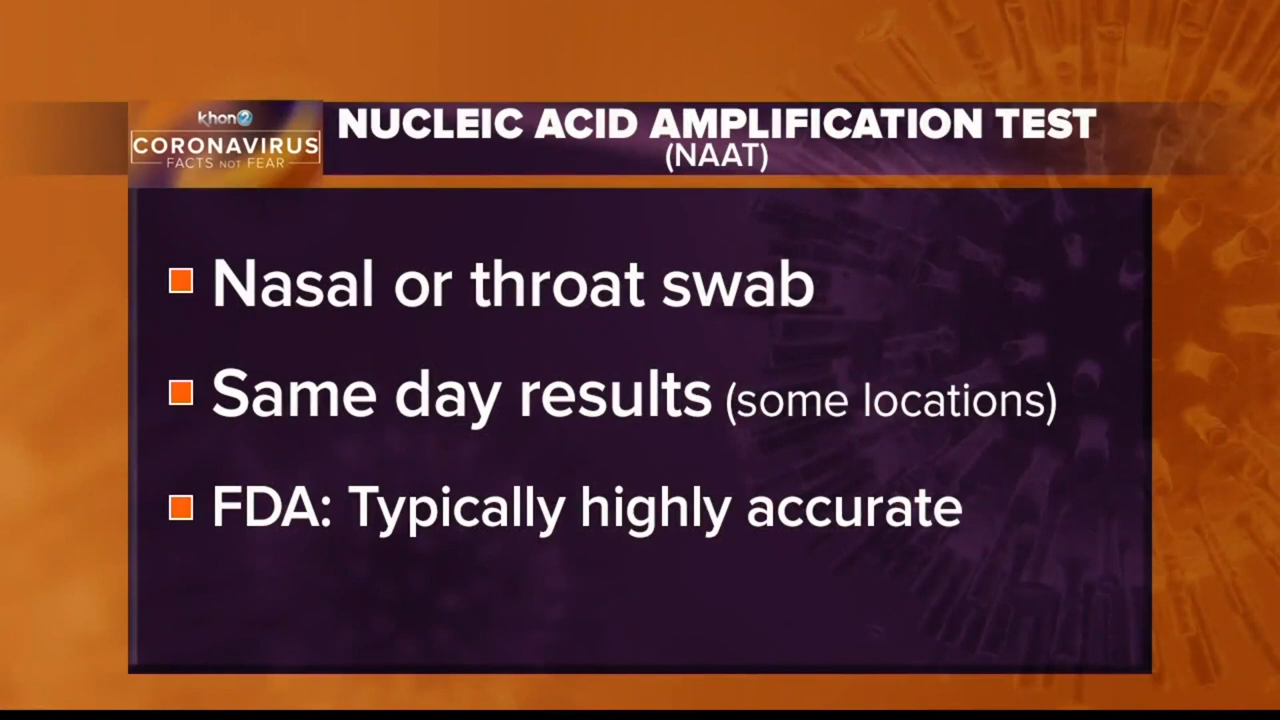 khon2
CORONAVIRUS
FACTS NOT FEAR
NUCLEIC ACID AMPLIFICATION TEST
(NAAT)
Nasal or throat swab
Same day results (some locations)
FDA: Typically highly accurate